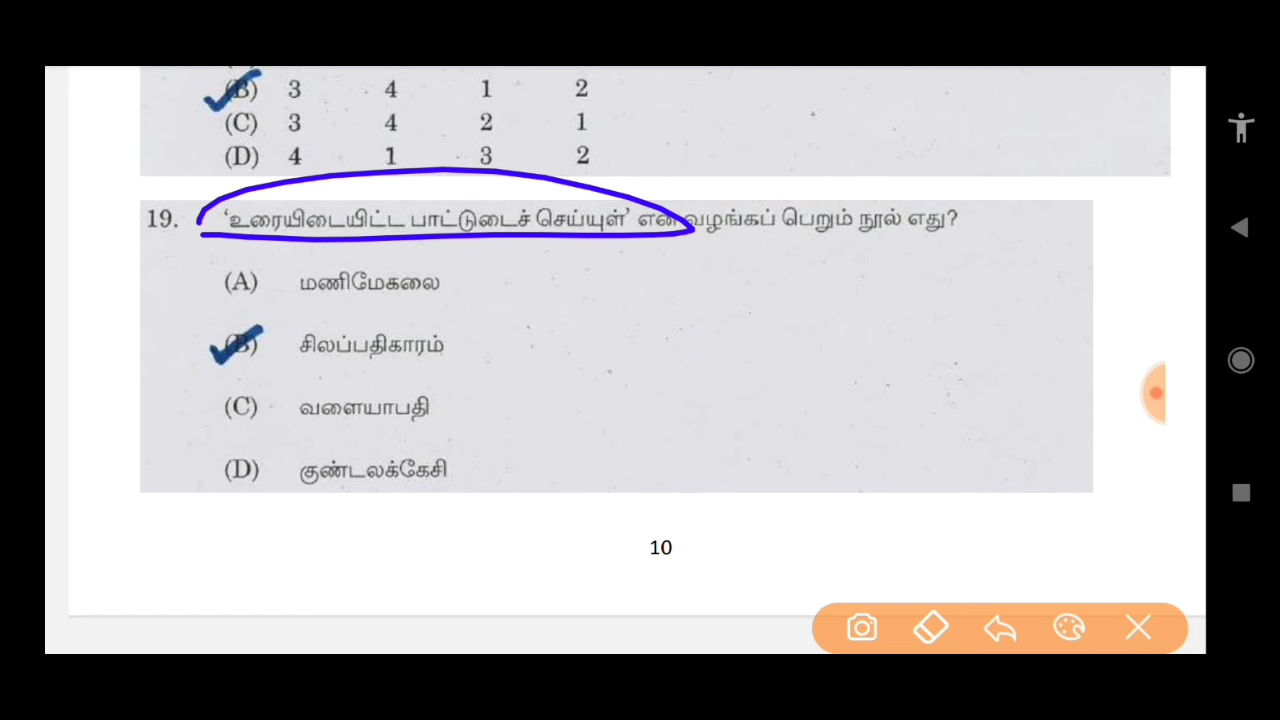 (B) 3 4 1 2
(C) 3 4 2 1
(D) 4 1 3 2
19. 'உரையிடையிட்ட பாட்டுடைச் செய்யுள்' என வழங்கப் பெறும் நூல் எது?
(A) மணிமேகலை
(B) சிலப்பதிகாரம்
(C) வளையாபதி
(D) குண்டலக்கேசி
10